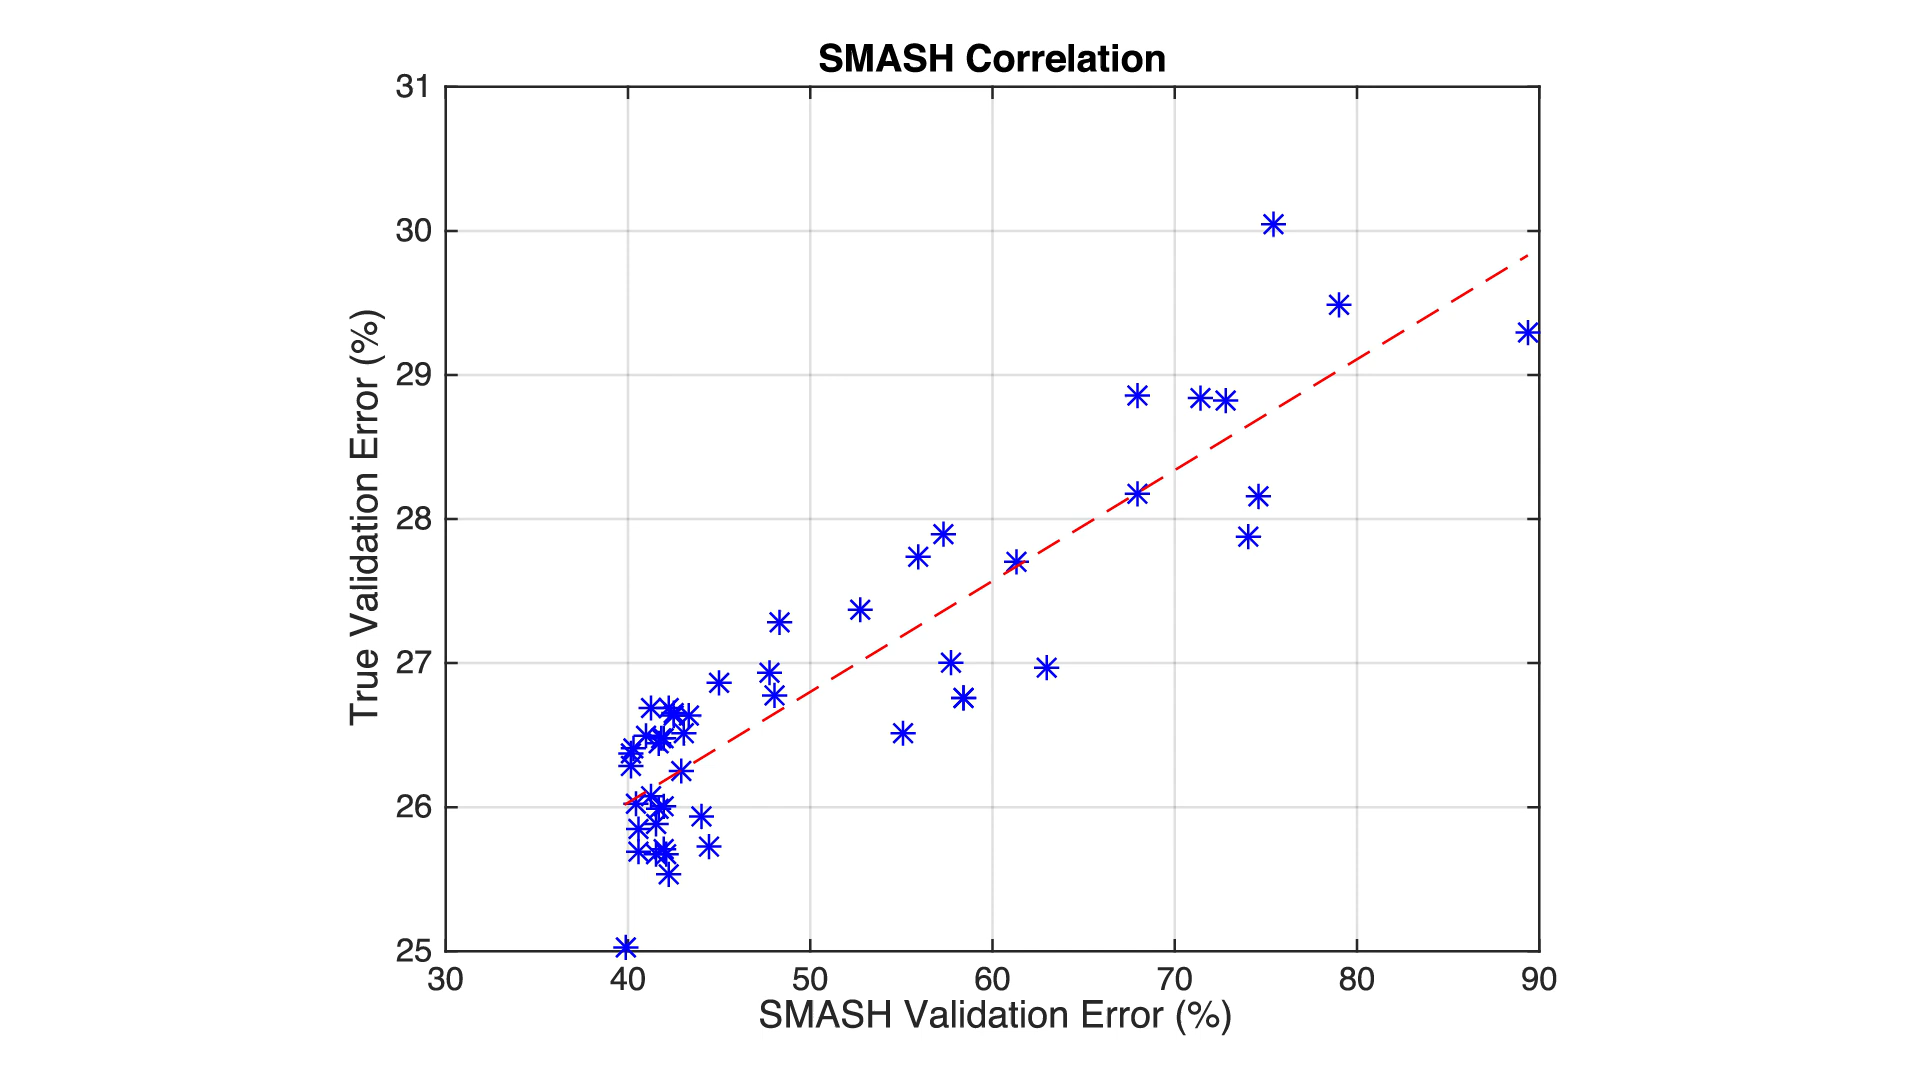 SMASH Correlation
31
30
29
28
27
26
25
True Validation Error (%)
30 40 50 60 70 80 90
SMASH Validation Error (%)